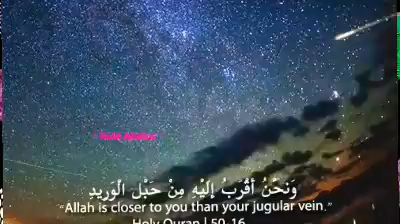 وَنَحْنُ أَقْرَبُ إِلَيْهِ مِنْ حَبْلِ الْوَرِيدِ
“Allah is closer to you than your jugular vein.”
Holy Quran | 50-16